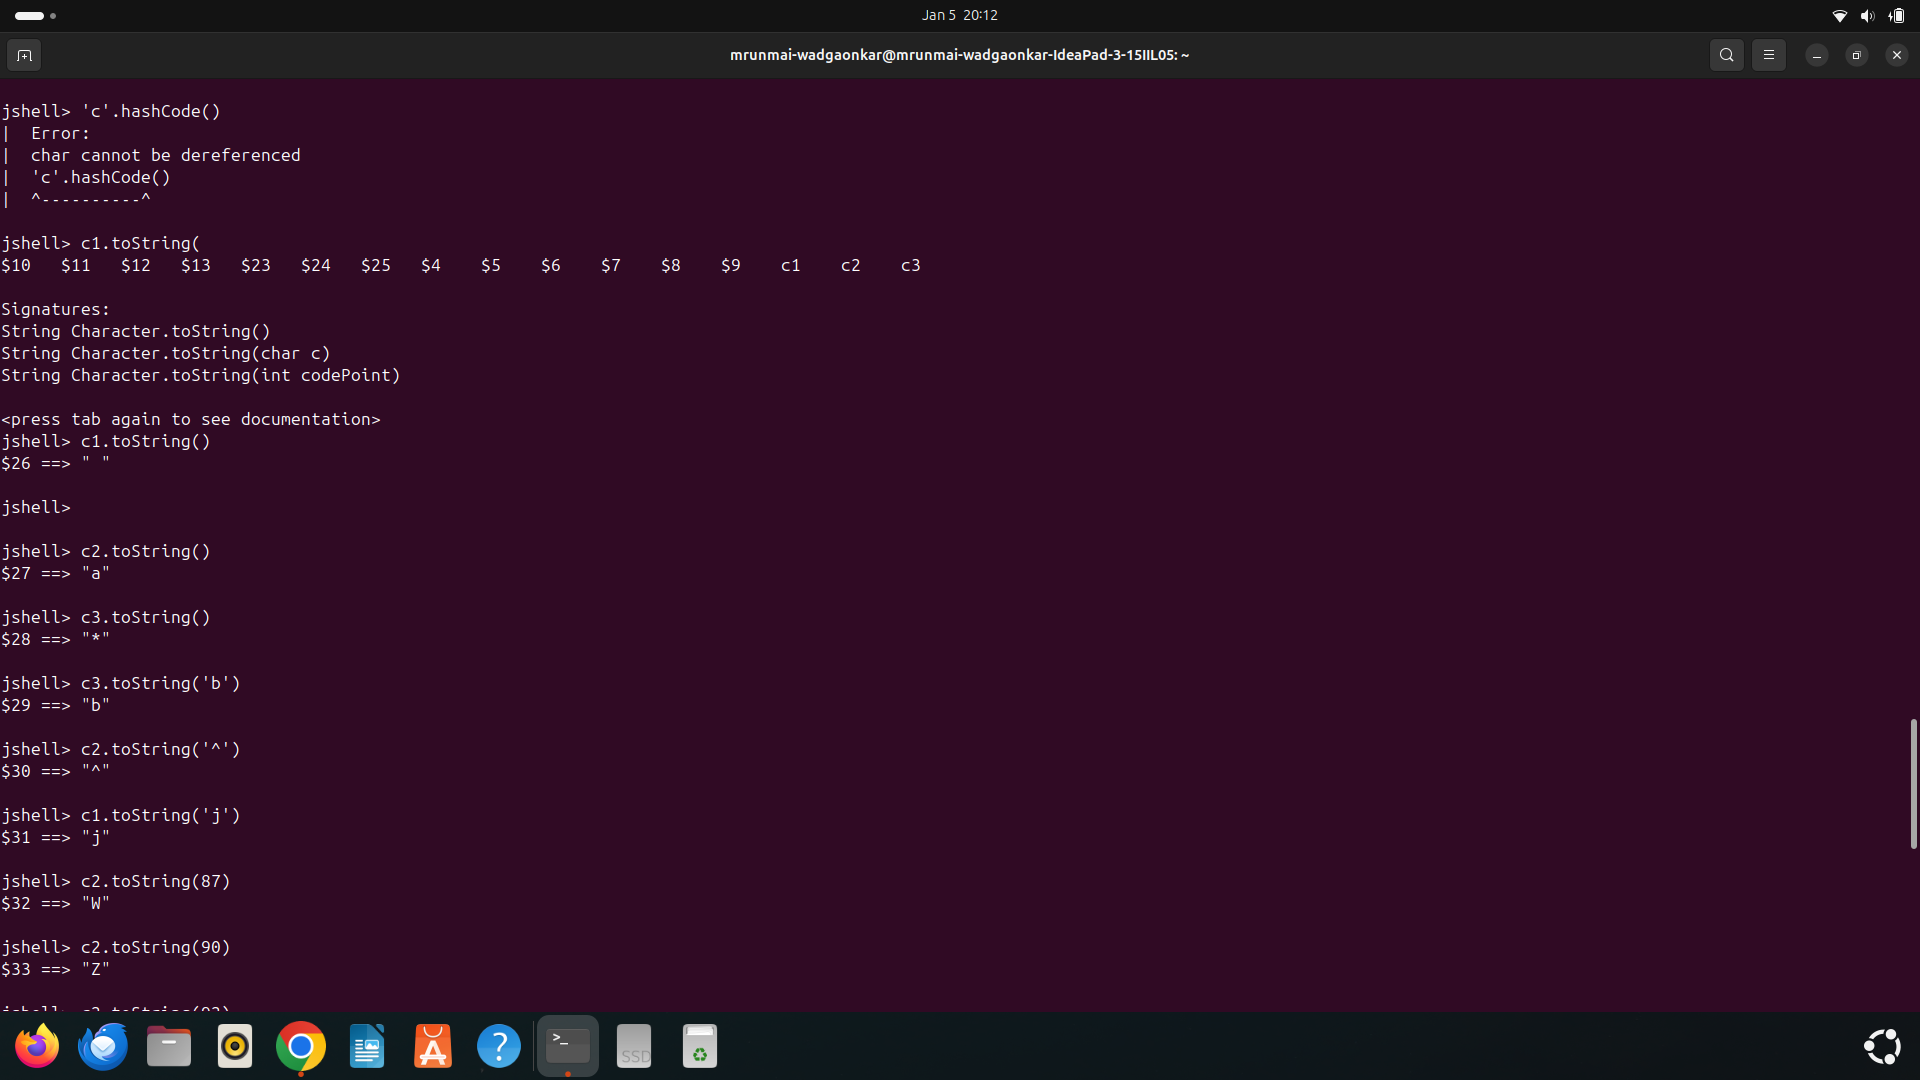 Jan 5 20:12
mrunmai-wadgaonkar@mrunmai-wadgaonkar-IdeaPad-3-15IIL05: ~
jshell> 'c'.hashCode()
|  Error:
|  char cannot be dereferenced
|  'c'.hashCode()
|  ^----------^
jshell> c1.toString(
$10   $11   $12   $13   $23   $24   $25   $4    $5    $6    $7    $8    $9    c1    c2    c3
Signatures:
String Character.toString()
String Character.toString(char c)
String Character.toString(int codePoint)
<press tab again to see documentation>
jshell> c1.toString()
$26 ==> " "
jshell>
jshell> c2.toString()
$27 ==> "a"
jshell> c3.toString()
$28 ==> "*"
jshell> c3.toString('b')
$29 ==> "b"
jshell> c2.toString('^')
$30 ==> "^"
jshell> c1.toString('j')
$31 ==> "j"
jshell> c2.toString(87)
$32 ==> "W"
jshell> c2.toString(90)
$33 ==> "Z"
>_
?
SSD